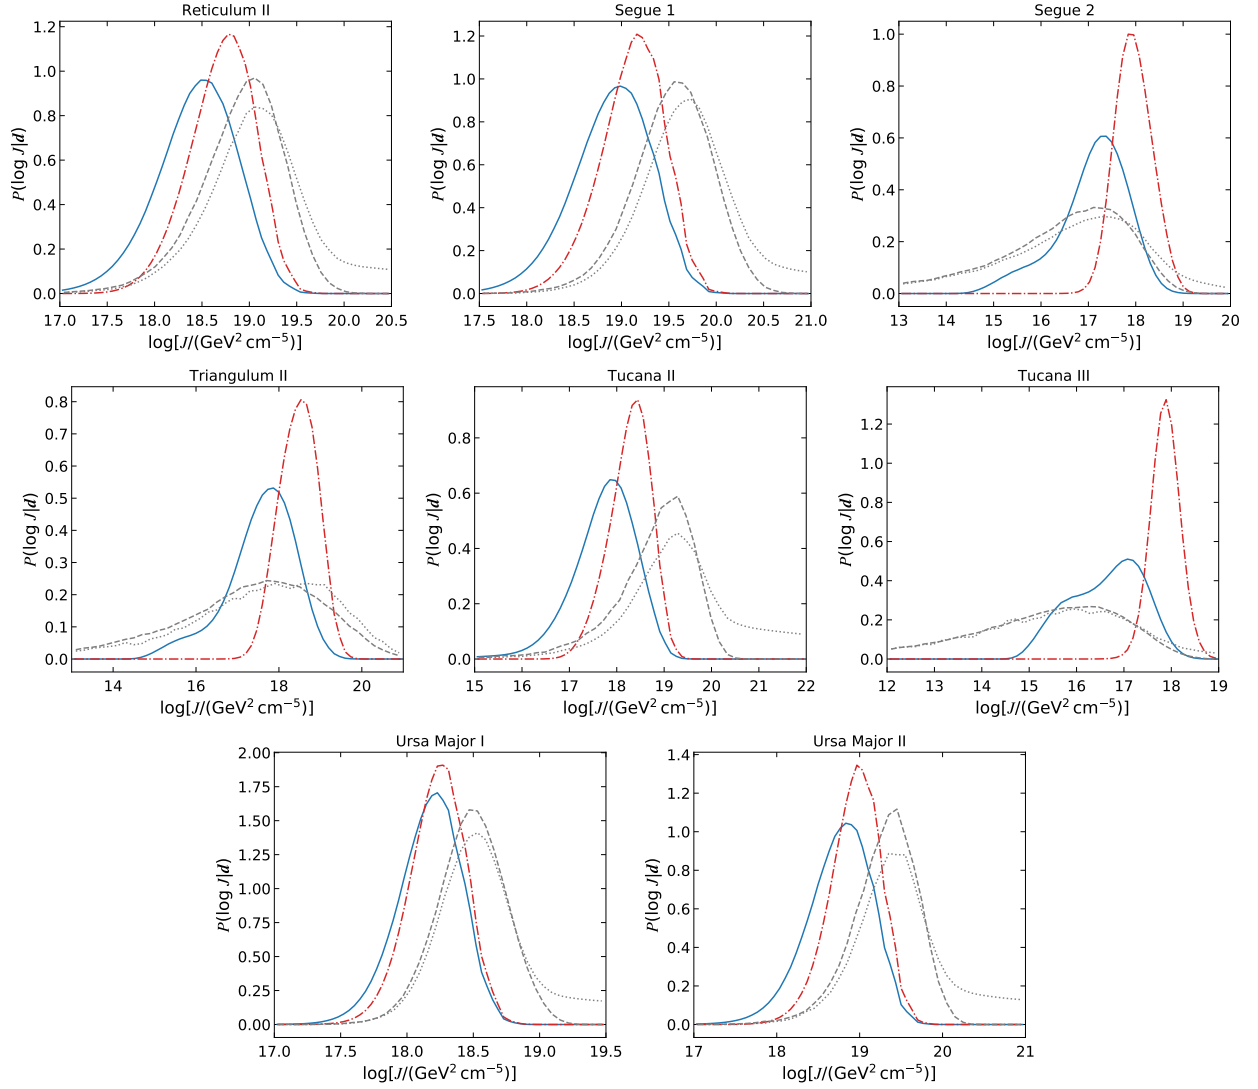 Reticulum II
P(log J|d)
1.2
1.0
0.8
0.6
0.4
0.2
0.0
17.0 17.5 18.0 18.5 19.0 19.5 20.0 20.5
log[J/(GeV² cm⁻⁵)]
Segue 1
P(log J|d)
1.2
1.0
0.8
0.6
0.4
0.2
0.0
17.5 18.0 18.5 19.0 19.5 20.0 20.5 21.0
log[J/(GeV² cm⁻⁵)]
Segue 2
P(log J|d)
1.0
0.8
0.6
0.4
0.2
0.0
13 14 15 16 17 18 19 20
log[J/(GeV² cm⁻⁵)]
Triangulum II
P(log J|d)
0.8
0.7
0.6
0.5
0.4
0.3
0.2
0.1
0.0
14 16 18 20
log[J/(GeV² cm⁻⁵)]
Tucana II
P(log J|d)
0.8
0.6
0.4
0.2
0.0
15 16 17 18 19 20 21 22
log[J/(GeV² cm⁻⁵)]
Tucana III
P(log J|d)
1.2
1.0
0.8
0.6
0.4
0.2
0.0
12 13 14 15 16 17 18 19
log[J/(GeV² cm⁻⁵)]
Ursa Major I
P(log J|d)
2.00
1.75
1.50
1.25
1.00
0.75
0.50
0.25
0.00
17.0 17.5 18.0 18.5 19.0 19.5
log[J/(GeV² cm⁻⁵)]
Ursa Major II
P(log J|d)
1.4
1.2
1.0
0.8
0.6
0.4
0.2
0.0
17 18 19 20 21
log[J/(GeV² cm⁻⁵)]